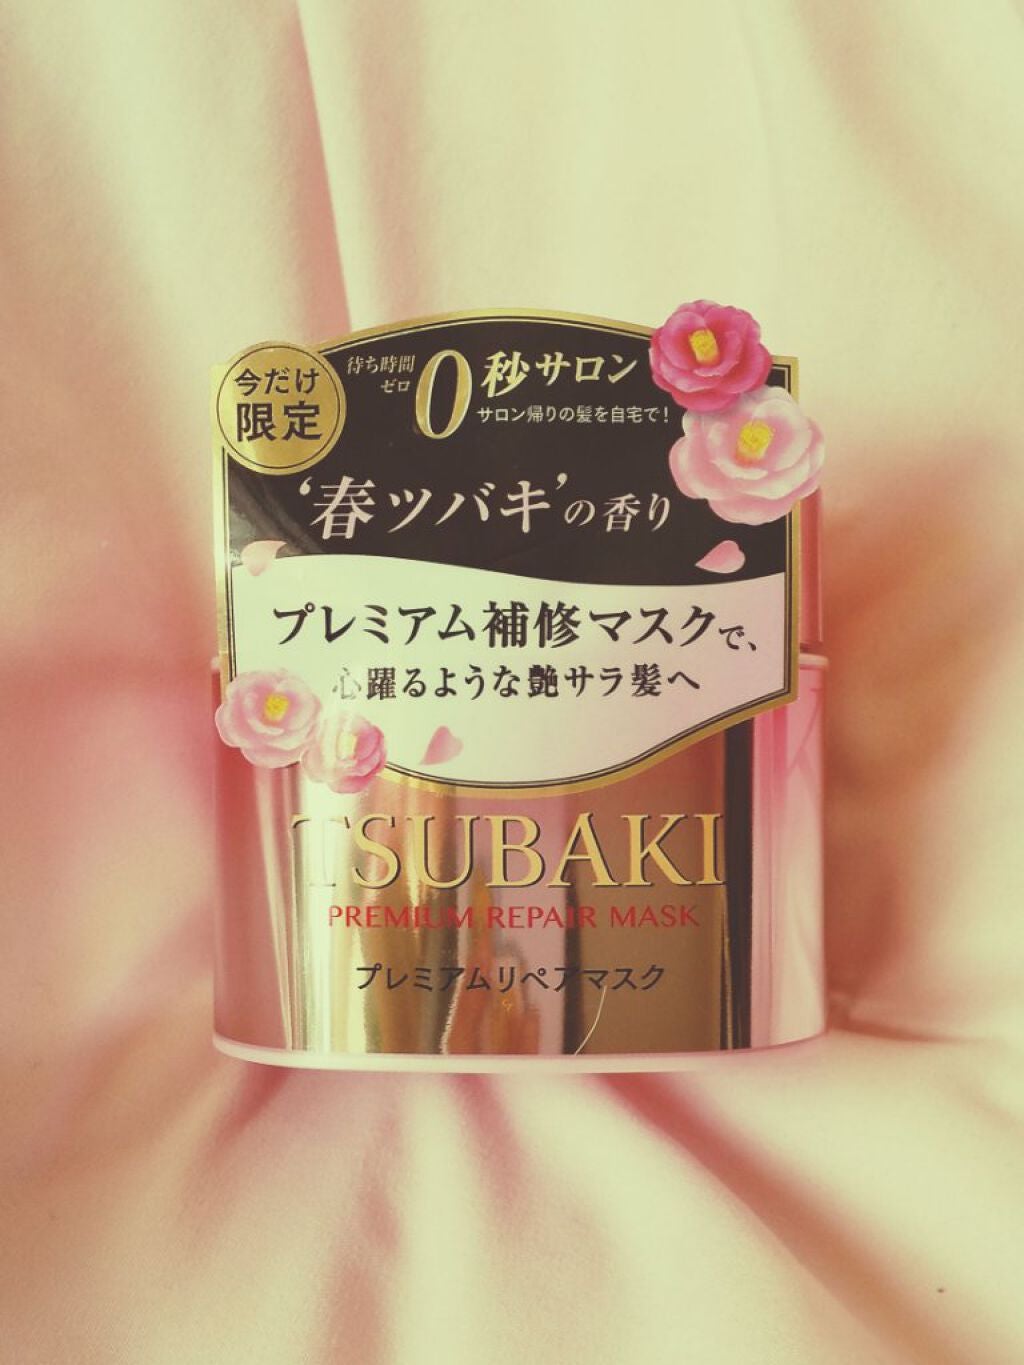 今だけ
限定
待ち時間
ゼロ
0秒サロン
サロン帰りの髪を自宅で!
‘春ツバキ’の香り
プレミアム補修マスクで、
心躍るような艶サラ髪へ
TSUBAKI
PREMIUM REPAIR MASK
プレミアムリペアマスク